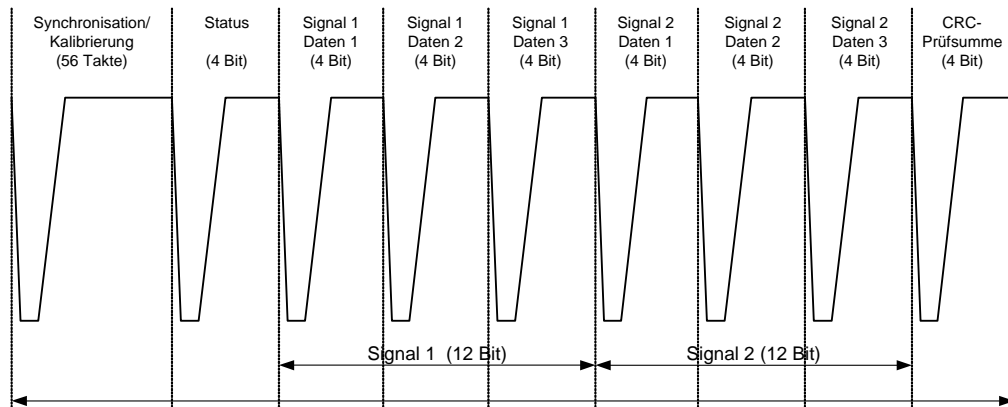 Synchronisation/
Kalibrierung
(56 Takte)
Status
(4 Bit)
Signal 1
Daten 1
(4 Bit)
Signal 1
Daten 2
(4 Bit)
Signal 1
Daten 3
(4 Bit)
Signal 2
Daten 1
(4 Bit)
Signal 2
Daten 2
(4 Bit)
Signal 2
Daten 3
(4 Bit)
CRC-
Prüfsumme
(4 Bit)
Signal 1 (12 Bit)
Signal 2 (12 Bit)